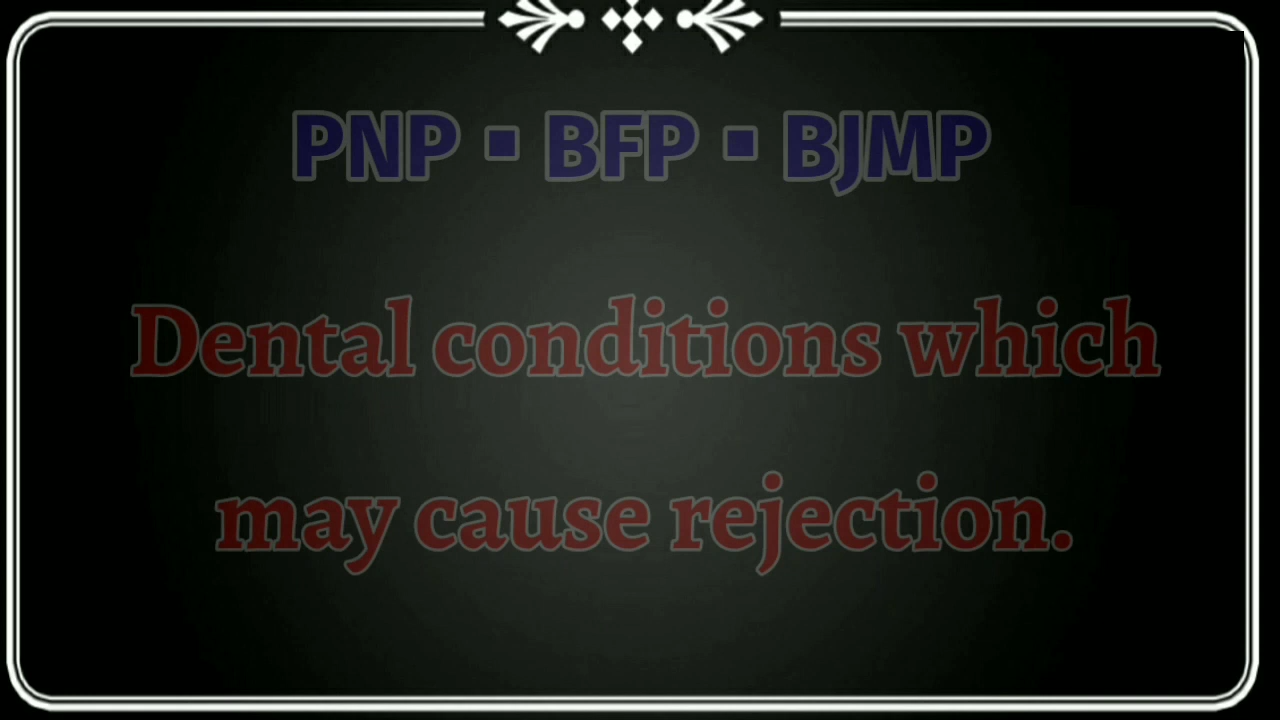 PNP ▪ BFP ▪ BJMP
Dental conditions which
may cause rejection.